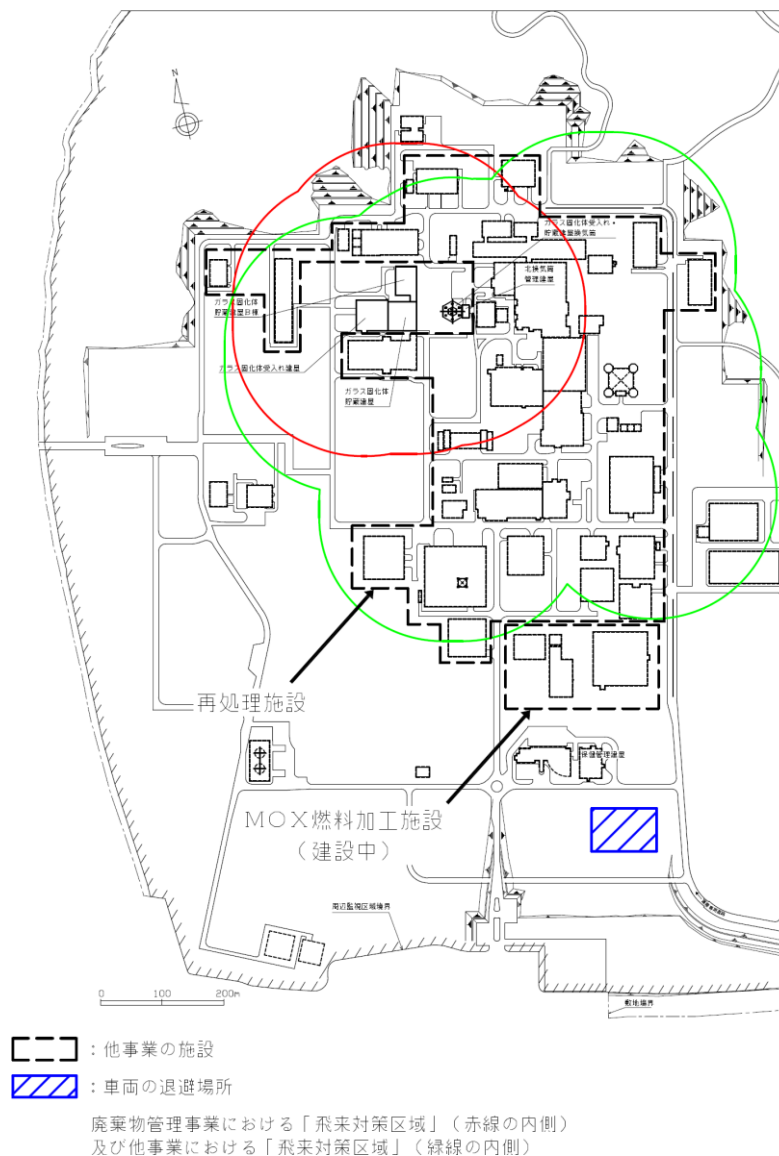 N
ガラス固化体受入れ・
貯蔵建屋換気筒
北換気筒
管理建屋
ガラス固化体
貯蔵建屋B棟
ガラス固化体受入れ建屋
ガラス固化体
貯蔵建屋
再処理施設
保健管理建屋
MOX燃料加工施設
(建設中)
周辺監視区域境界
0 100 200m
敷地境界
:他事業の施設
:車両の退避場所
廃棄物管理事業における「飛来対策区域」(赤線の内側)
及び他事業における「飛来対策区域」(緑線の内側)